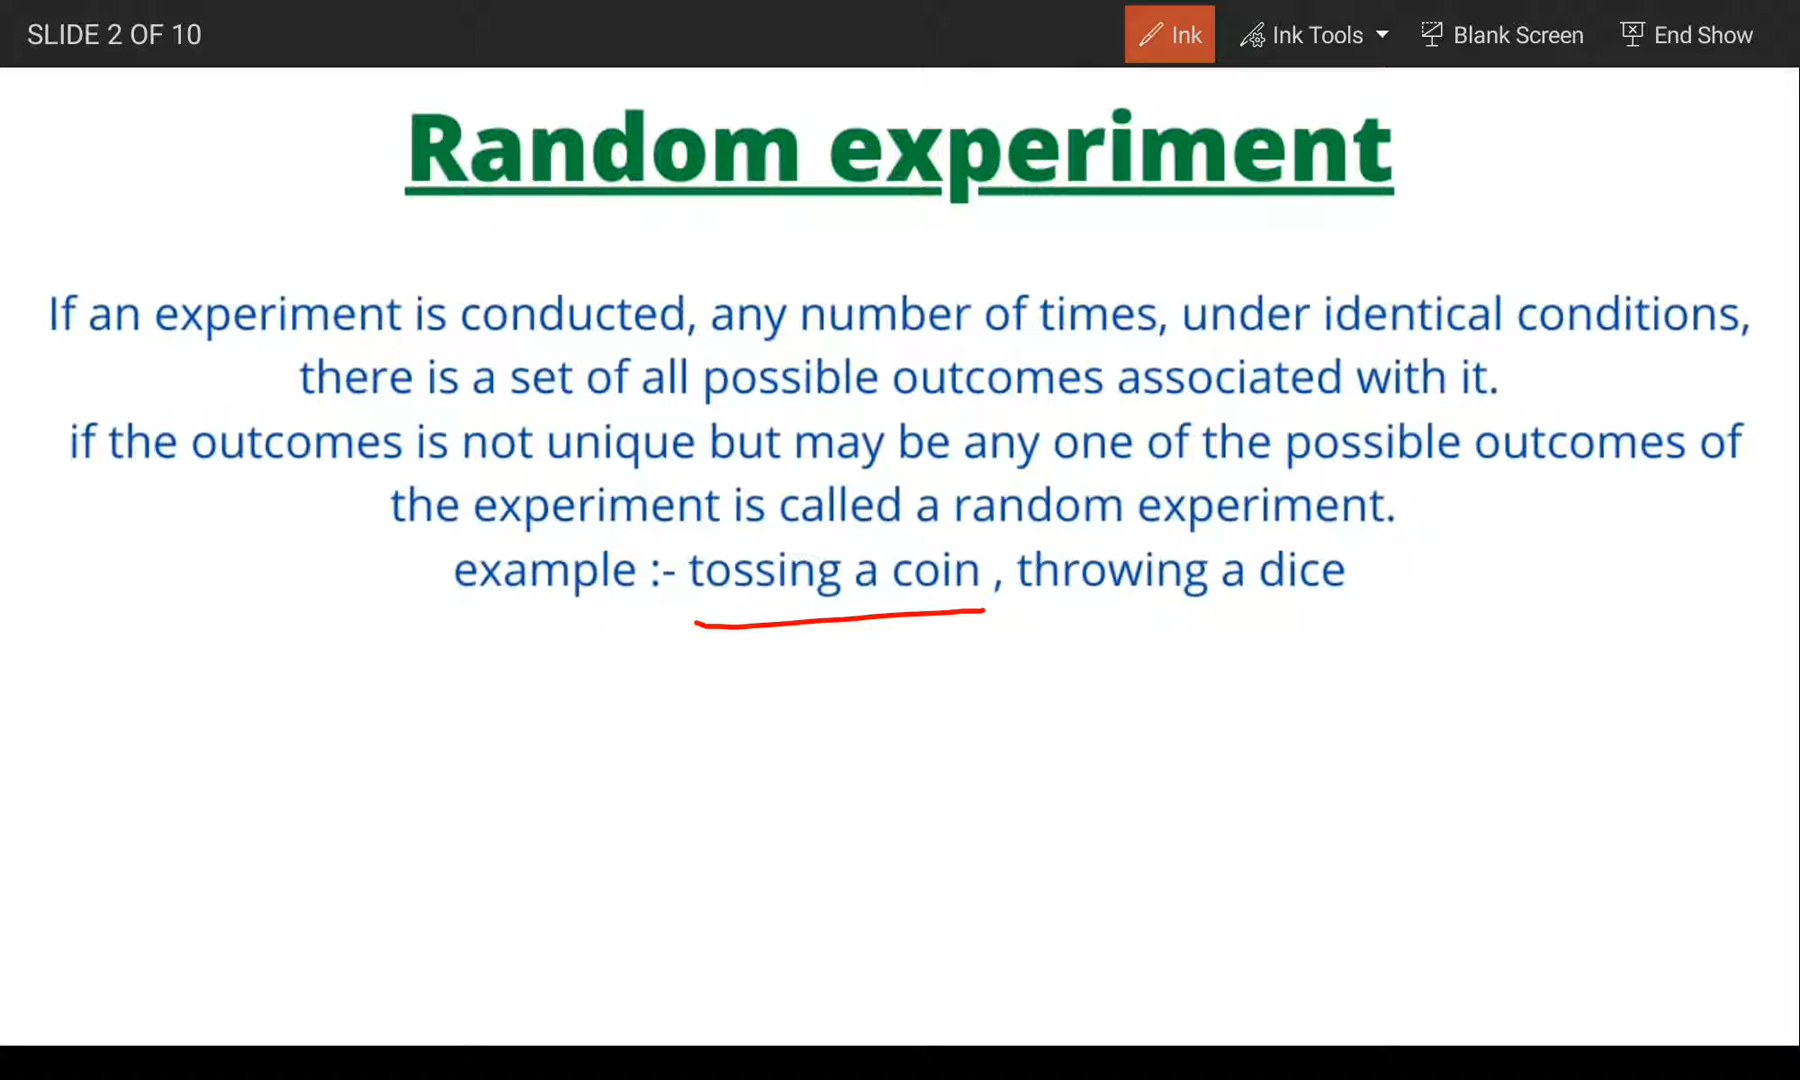 SLIDE 2 OF 10 Ink Ink Tools Blank Screen End Show
Random experiment
If an experiment is conducted, any number of times, under identical conditions,
there is a set of all possible outcomes associated with it.
if the outcomes is not unique but may be any one of the possible outcomes of
the experiment is called a random experiment.
example :- tossing a coin , throwing a dice